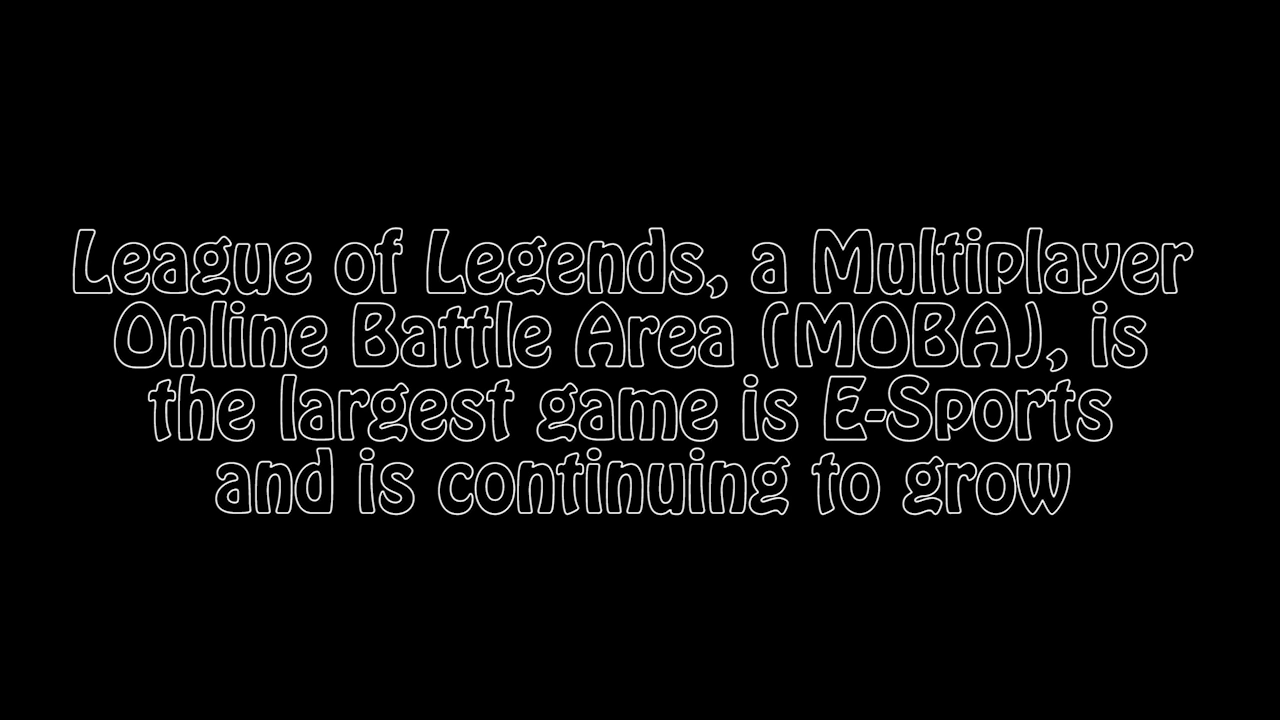 League of Legends, a Multiplayer
Online Battle Area (MOBA), is
the largest game is E-Sports
and is continuing to grow